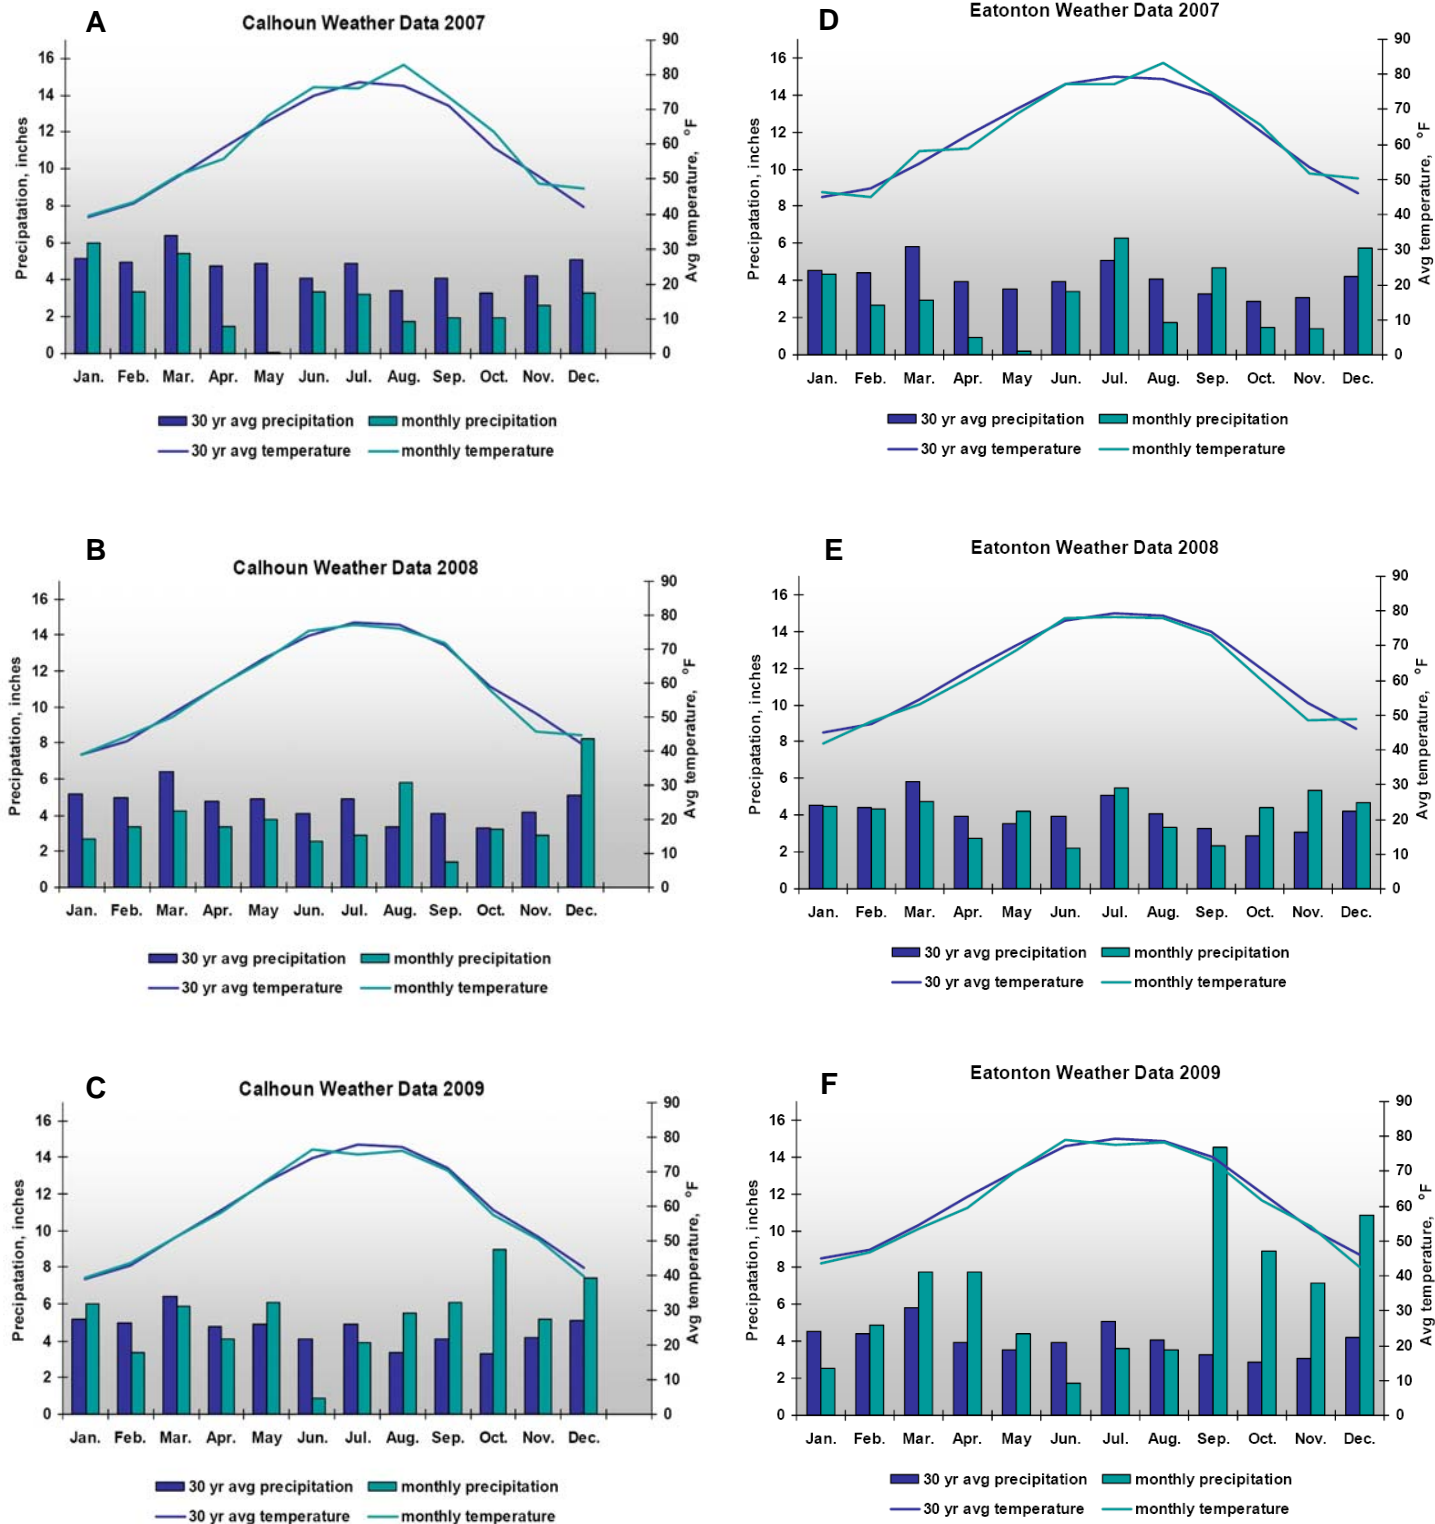 A
Calhoun Weather Data 2007
Precipatation, inches
16
14
12
10
8
6
4
2
0
90
80
70
60
50
40
30
20
10
0
Avg temperature, °F
Jan. Feb. Mar. Apr. May Jun. Jul. Aug. Sep. Oct. Nov. Dec.
30 yr avg precipitation monthly precipitation
30 yr avg temperature monthly temperature
D
Eatonton Weather Data 2007
Precipatation, inches
16
14
12
10
8
6
4
2
0
90
80
70
60
50
40
30
20
10
0
Avg temperature, °F
Jan. Feb. Mar. Apr. May Jun. Jul. Aug. Sep. Oct. Nov. Dec.
30 yr avg precipitation monthly precipitation
30 yr avg temperature monthly temperature
B
Calhoun Weather Data 2008
Precipatation, inches
16
14
12
10
8
6
4
2
0
90
80
70
60
50
40
30
20
10
0
Avg temperature, °F
Jan. Feb. Mar. Apr. May Jun. Jul. Aug. Sep. Oct. Nov. Dec.
30 yr avg precipitation monthly precipitation
30 yr avg temperature monthly temperature
E
Eatonton Weather Data 2008
Precipatation, inches
16
14
12
10
8
6
4
2
0
90
80
70
60
50
40
30
20
10
0
Avg temperature, °F
Jan. Feb. Mar. Apr. May Jun. Jul. Aug. Sep. Oct. Nov. Dec.
30 yr avg precipitation monthly precipitation
30 yr avg temperature monthly temperature
C
Calhoun Weather Data 2009
Precipatation, inches
16
14
12
10
8
6
4
2
0
90
80
70
60
50
40
30
20
10
0
Avg temperature, °F
Jan. Feb. Mar. Apr. May Jun. Jul. Aug. Sep. Oct. Nov. Dec.
30 yr avg precipitation monthly precipitation
30 yr avg temperature monthly temperature
F
Eatonton Weather Data 2009
Precipatation, inches
16
14
12
10
8
6
4
2
0
90
80
70
60
50
40
30
20
10
0
Avg temperature, °F
Jan. Feb. Mar. Apr. May Jun. Jul. Aug. Sep. Oct. Nov. Dec.
30 yr avg precipitation monthly precipitation
30 yr avg temperature monthly temperature